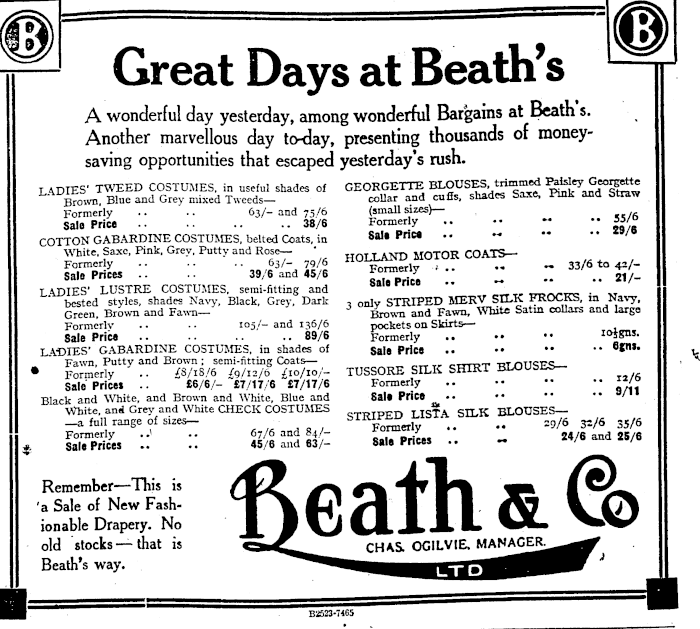 B
B
Great Days at Beath's
A wonderful day yesterday, among wonderful Bargains at Beath's.
Another marvellous day to-day, presenting thousands of money-
saving opportunities that escaped yesterday's rush.
LADIES' TWEED COSTUMES, in useful shades of
Brown, Blue and Grey mixed Tweeds—
Formerly .. .. .. 63/- and 75/6
Sale Price .. .. .. .. 38/6
COTTON GABARDINE COSTUMES, belted Coats, in
White, Saxe, Pink, Grey, Putty and Rose—
Formerly .. .. .. 63/- 79/6
Sale Prices .. .. 39/6 and 45/6
LADIES' LUSTRE COSTUMES, semi-fitting and
bested styles, shades Navy, Black, Grey, Dark
Green, Brown and Fawn—
Formerly .. .. 105/- and 136/6
Sale Price .. .. .. .. 89/6
LADIES' GABARDINE COSTUMES, in shades of
Fawn, Putty and Brown; semi-fitting Coats—
Formerly .. £8/18/6 £9/12/6 £10/10/-
Sale Prices .. £6/6/- £7/17/6 £7/17/6
Black and White, and Brown and White, Blue and
White, and Grey and White CHECK COSTUMES
—a full range of sizes—
Formerly .. .. 67/6 and 84/-
Sale Prices .. .. 45/6 and 63/-
GEORGETTE BLOUSES, trimmed Paisley Georgette
collar and cuffs, shades Saxe, Pink and Straw
(small sizes)—
Formerly .. .. .. .. 55/6
Sale Price .. .. .. .. 29/6
HOLLAND MOTOR COATS—
Formerly .. .. .. 33/6 to 42/-
Sale Price .. .. .. .. 21/-
3 only STRIPED MERV SILK FROCKS, in Navy,
Brown and Fawn, White Satin collars and large
pockets on Skirts—
Formerly .. .. .. 10½gns.
Sale Price .. .. .. .. 6gns.
TUSSORE SILK SHIRT BLOUSES—
Formerly .. .. .. .. 12/6
Sale Price .. .. .. .. 9/11
STRIPED LISTA SILK BLOUSES—
Formerly .. .. 29/6 32/6 35/6
Sale Prices .. .. 24/6 and 25/6
Remember—This is
a Sale of New Fash-
ionable Drapery. No
old stocks—that is
Beath's way.
Beath & Co
CHAS. OGILVIE, MANAGER.
LTD
B2523-7465